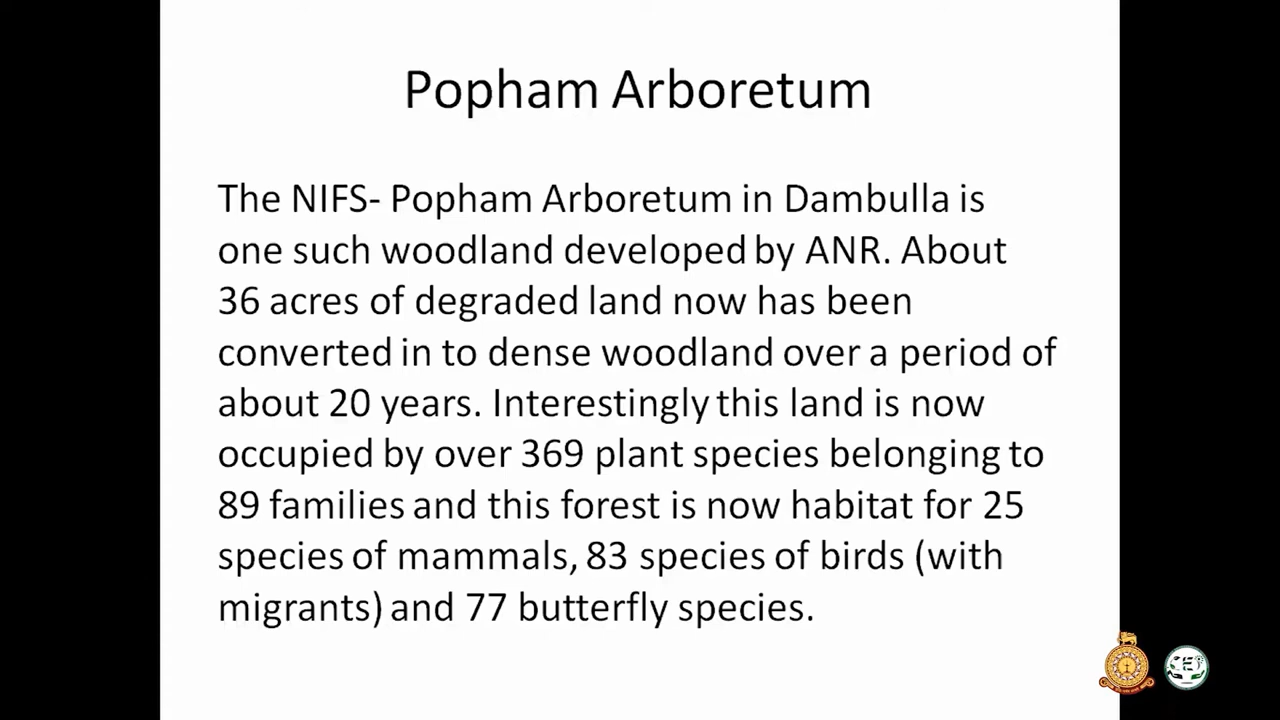 Popham Arboretum
The NIFS- Popham Arboretum in Dambulla is
one such woodland developed by ANR. About
36 acres of degraded land now has been
converted in to dense woodland over a period of
about 20 years. Interestingly this land is now
occupied by over 369 plant species belonging to
89 families and this forest is now habitat for 25
species of mammals, 83 species of birds (with
migrants) and 77 butterfly species.